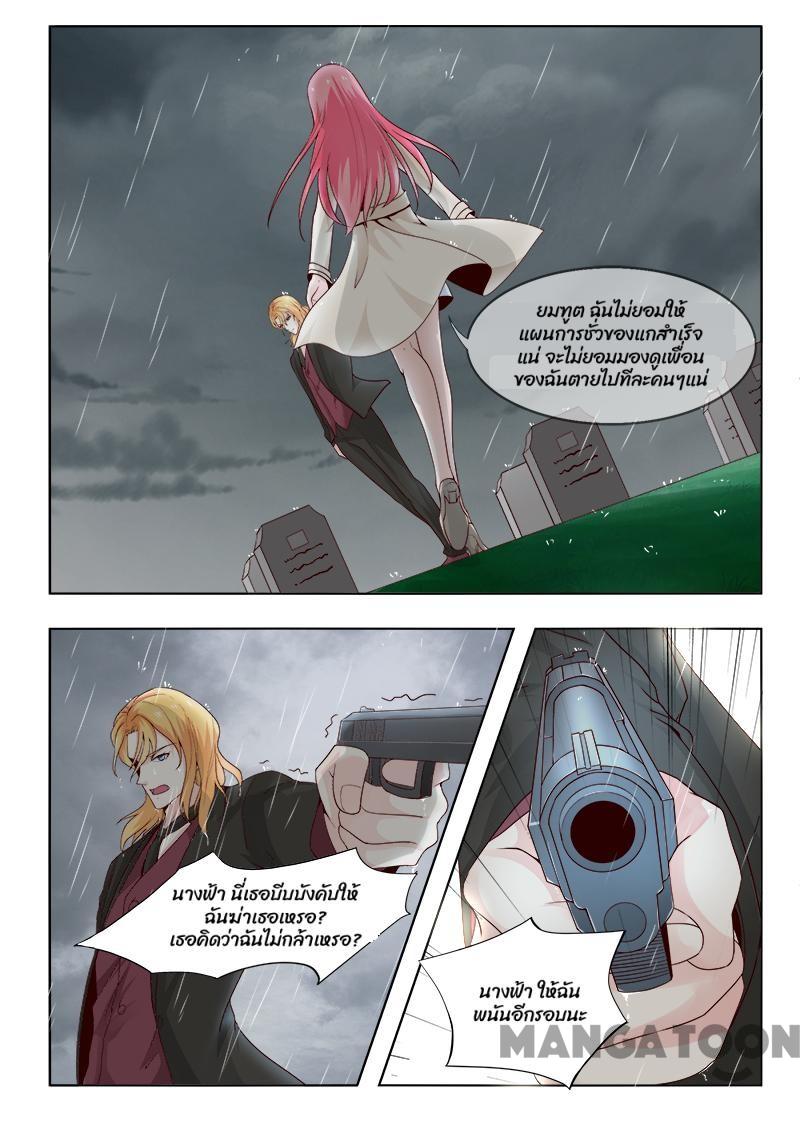 ยมทูต ฉันไม่ยอมให้
แผนการชั่วของแกสำเร็จ
แน่ จะไม่ยอมมองดูเพื่อน
ของฉันตายไปทีละคนๆแน่
นางฟ้า นี่เธอบีบบังคับให้
ฉันฆ่าเธอเหรอ?
เธอคิดว่าฉันไม่กล้าเหรอ?
นางฟ้า ให้ฉัน
พนันอีกรอบนะ
MANGATOON